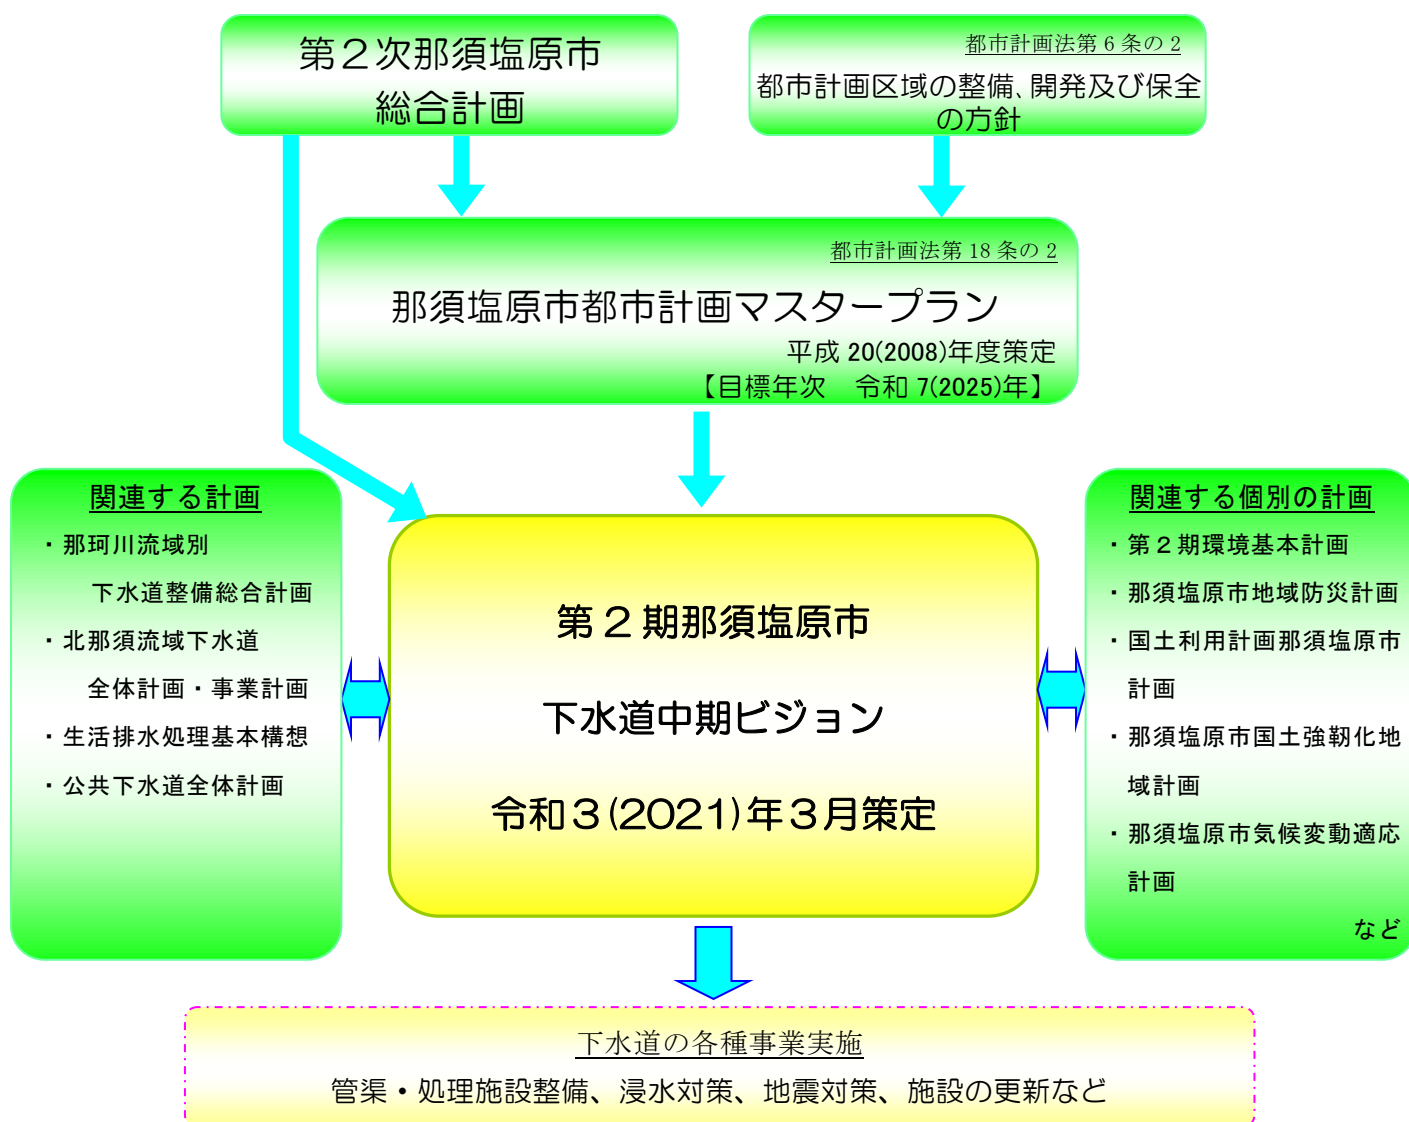 第２次那須塩原市
総合計画
都市計画法第６条の２
都市計画区域の整備、開発及び保全
の方針
都市計画法第 18 条の２
那須塩原市都市計画マスタープラン
平成 20(2008)年度策定
【目標年次　令和 7(2025)年】
関連する計画
・那珂川流域別
下水道整備総合計画
・北那須流域下水道
全体計画・事業計画
・生活排水処理基本構想
・公共下水道全体計画
第２期那須塩原市
下水道中期ビジョン
令和３(2021)年３月策定
関連する個別の計画
・第２期環境基本計画
・那須塩原市地域防災計画
・国土利用計画那須塩原市
計画
・那須塩原市国土強靭化地
域計画
・那須塩原市気候変動適応
計画
など
下水道の各種事業実施
管渠・処理施設整備、浸水対策、地震対策、施設の更新など